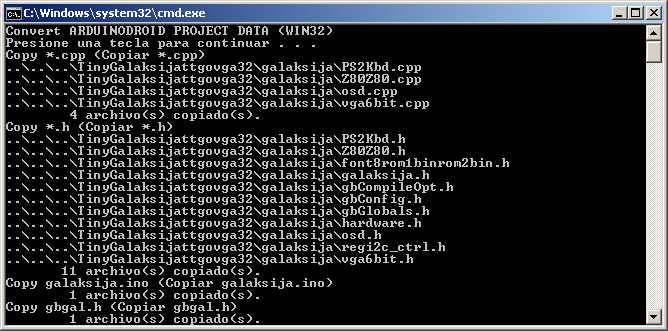 C:\Windows\system32\cmd.exe
Convert ARDUINODROID PROJECT DATA (WIN32)
Presione una tecla para continuar . . .
Copy *.cpp (Copiar *.cpp)
..\..\..\TinyGalaksijattgovga32\galaksija\PS2Kbd.cpp
..\..\..\TinyGalaksijattgovga32\galaksija\Z80Z80.cpp
..\..\..\TinyGalaksijattgovga32\galaksija\osd.cpp
..\..\..\TinyGalaksijattgovga32\galaksija\vga6bit.cpp
4 archivo(s) copiado(s).
Copy *.h (Copiar *.h)
..\..\..\TinyGalaksijattgovga32\galaksija\PS2Kbd.h
..\..\..\TinyGalaksijattgovga32\galaksija\Z80Z80.h
..\..\..\TinyGalaksijattgovga32\galaksija\font8rom1binrom2bin.h
..\..\..\TinyGalaksijattgovga32\galaksija\galaksija.h
..\..\..\TinyGalaksijattgovga32\galaksija\gbCompileOpt.h
..\..\..\TinyGalaksijattgovga32\galaksija\gbConfig.h
..\..\..\TinyGalaksijattgovga32\galaksija\gbGlobals.h
..\..\..\TinyGalaksijattgovga32\galaksija\hardware.h
..\..\..\TinyGalaksijattgovga32\galaksija\osd.h
..\..\..\TinyGalaksijattgovga32\galaksija\regi2c_ctrl.h
..\..\..\TinyGalaksijattgovga32\galaksija\vga6bit.h
11 archivo(s) copiado(s).
Copy galaksija.ino (Copiar galaksija.ino)
1 archivo(s) copiado(s).
Copy gbgal.h (Copiar gbgal.h)
1 archivo(s) copiado(s).